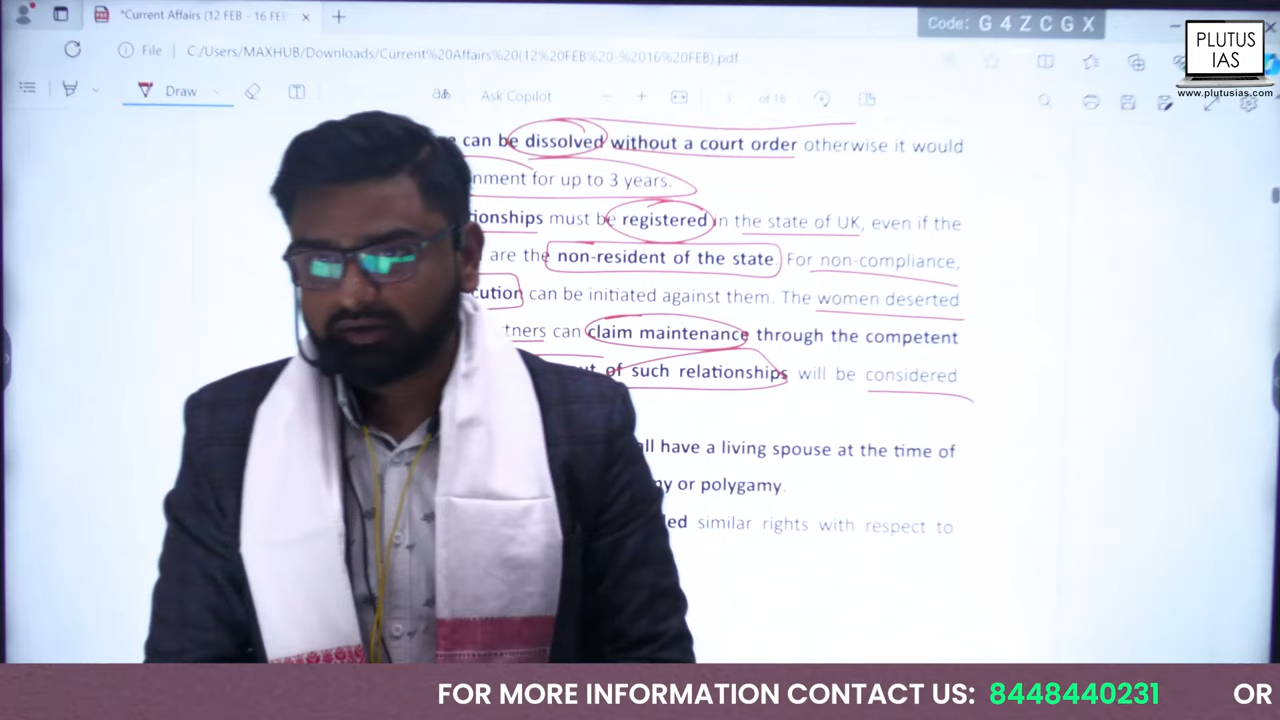 *Current Affairs (12 FEB - 16 FE
Code: G 4 Z C G X
File | C:/Users/MAXHUB/Downloads/Current%20Affairs%20(12%20FEB%20-%2016%20FEB).pdf
PLUTUS
IAS
www.plutusias.com
Draw
Ask Copilot
of 16
can be dissolved without a court order otherwise it would
nment for up to 3 years.
ionships must be registered in the state of UK, even if the
are the non-resident of the state. For non-compliance,
cution can be initiated against them. The women deserted
tners can claim maintenance through the competent
of such relationships will be considered
ll have a living spouse at the time of
ny or polygamy.
ed similar rights with respect to
FOR MORE INFORMATION CONTACT US: 8448440231 OR